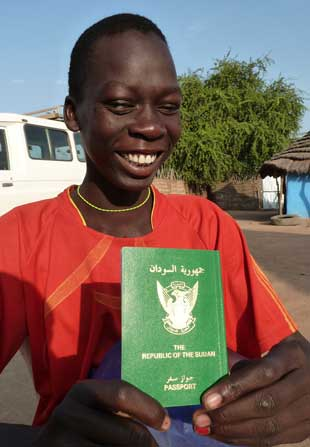 جمهورية السودان
THE
REPUBLIC OF THE SUDAN
جواز سفر
PASSPORT